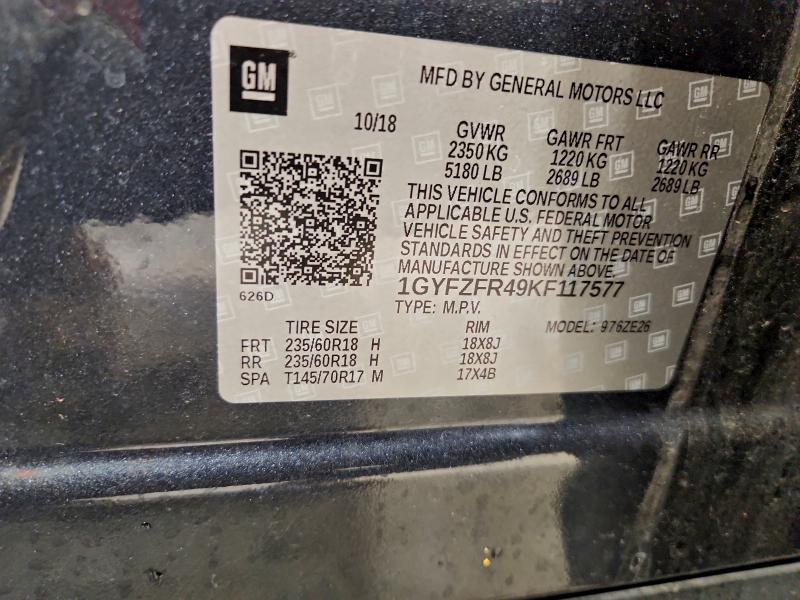 GM
MFD BY GENERAL MOTORS LLC
10/18
GVWR GAWR FRT GAWR RR
2350 KG 1220 KG 1220 KG
5180 LB 2689 LB 2689 LB
THIS VEHICLE CONFORMS TO ALL
APPLICABLE U.S. FEDERAL MOTOR
VEHICLE SAFETY AND THEFT PREVENTION
STANDARDS IN EFFECT ON THE DATE OF
MANUFACTURE SHOWN ABOVE.
626D
1GYFZFR49KF117577
TYPE: M.P.V.
TIRE SIZE RIM MODEL: 976ZE26
FRT 235/60R18 H 18X8J
RR 235/60R18 H 18X8J
SPA T145/70R17 M 17X4B